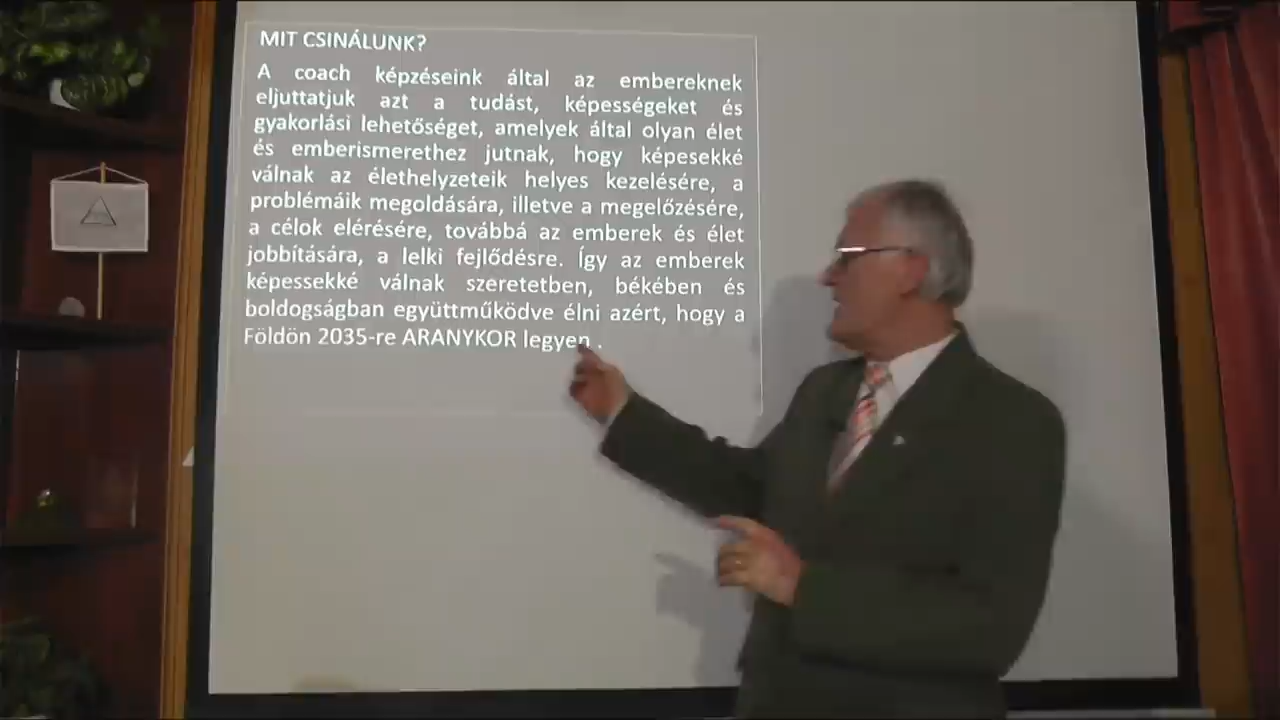 MIT CSINÁLUNK?
A coach képzéseink által az embereknek
eljuttatjuk azt a tudást, képességeket és
gyakorlási lehetőséget, amelyek által olyan élet
és emberismerethez jutnak, hogy képesekké
válnak az élethelyzeteik helyes kezelésére, a
problémáik megoldására, illetve a megelőzésére,
a célok elérésére, továbbá az emberek és élet
jobbítására, a lelki fejlődésre. Így az emberek
képessekké válnak szeretetben, békében és
boldogságban együttműködve élni azért, hogy a
Földön 2035-re ARANYKOR legyen .